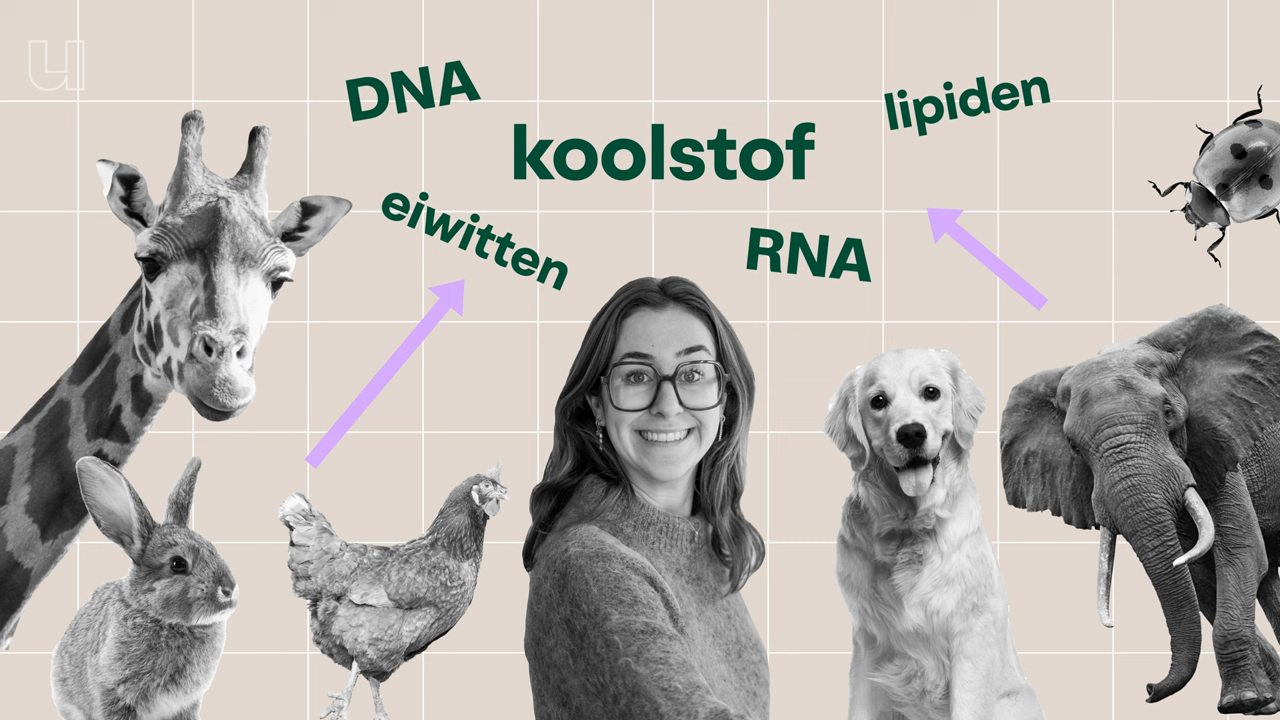 u
DNA
lipiden
koolstof
eiwitten
RNA